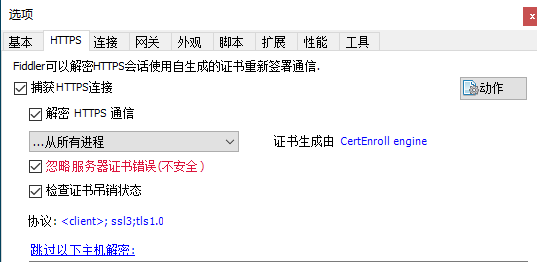 选项
x
基本 HTTPS 连接 网关 外观 脚本 扩展 性能 工具
Fiddler可以解密HTTPS会话使用自生成的证书重新签署通信.
捕获HTTPS连接 动作
解密 HTTPS 通信
...从所有进程 证书生成由 CertEnroll engine
忽略服务器证书错误(不安全)
检查证书吊销状态
协议: <client>; ssl3;tls1.0
跳过以下主机解密: